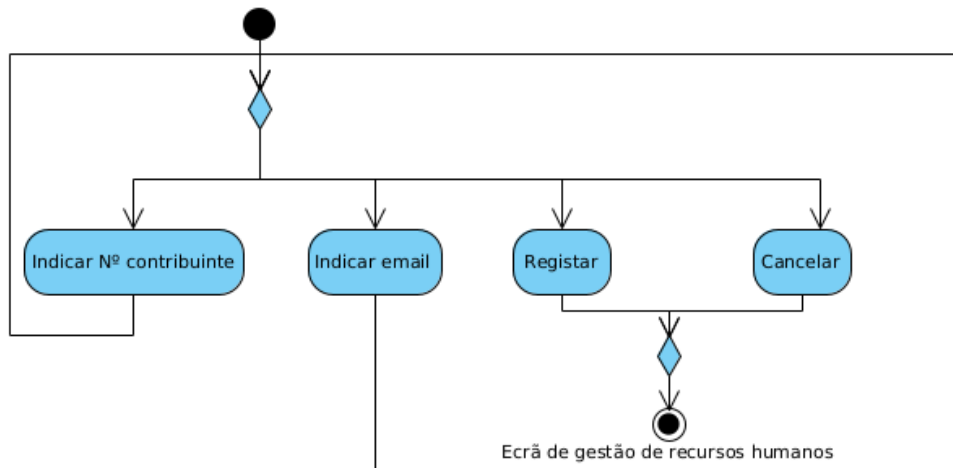 Indicar Nº contribuinte
Indicar email
Registar
Cancelar
Ecrã de gestão de recursos humanos